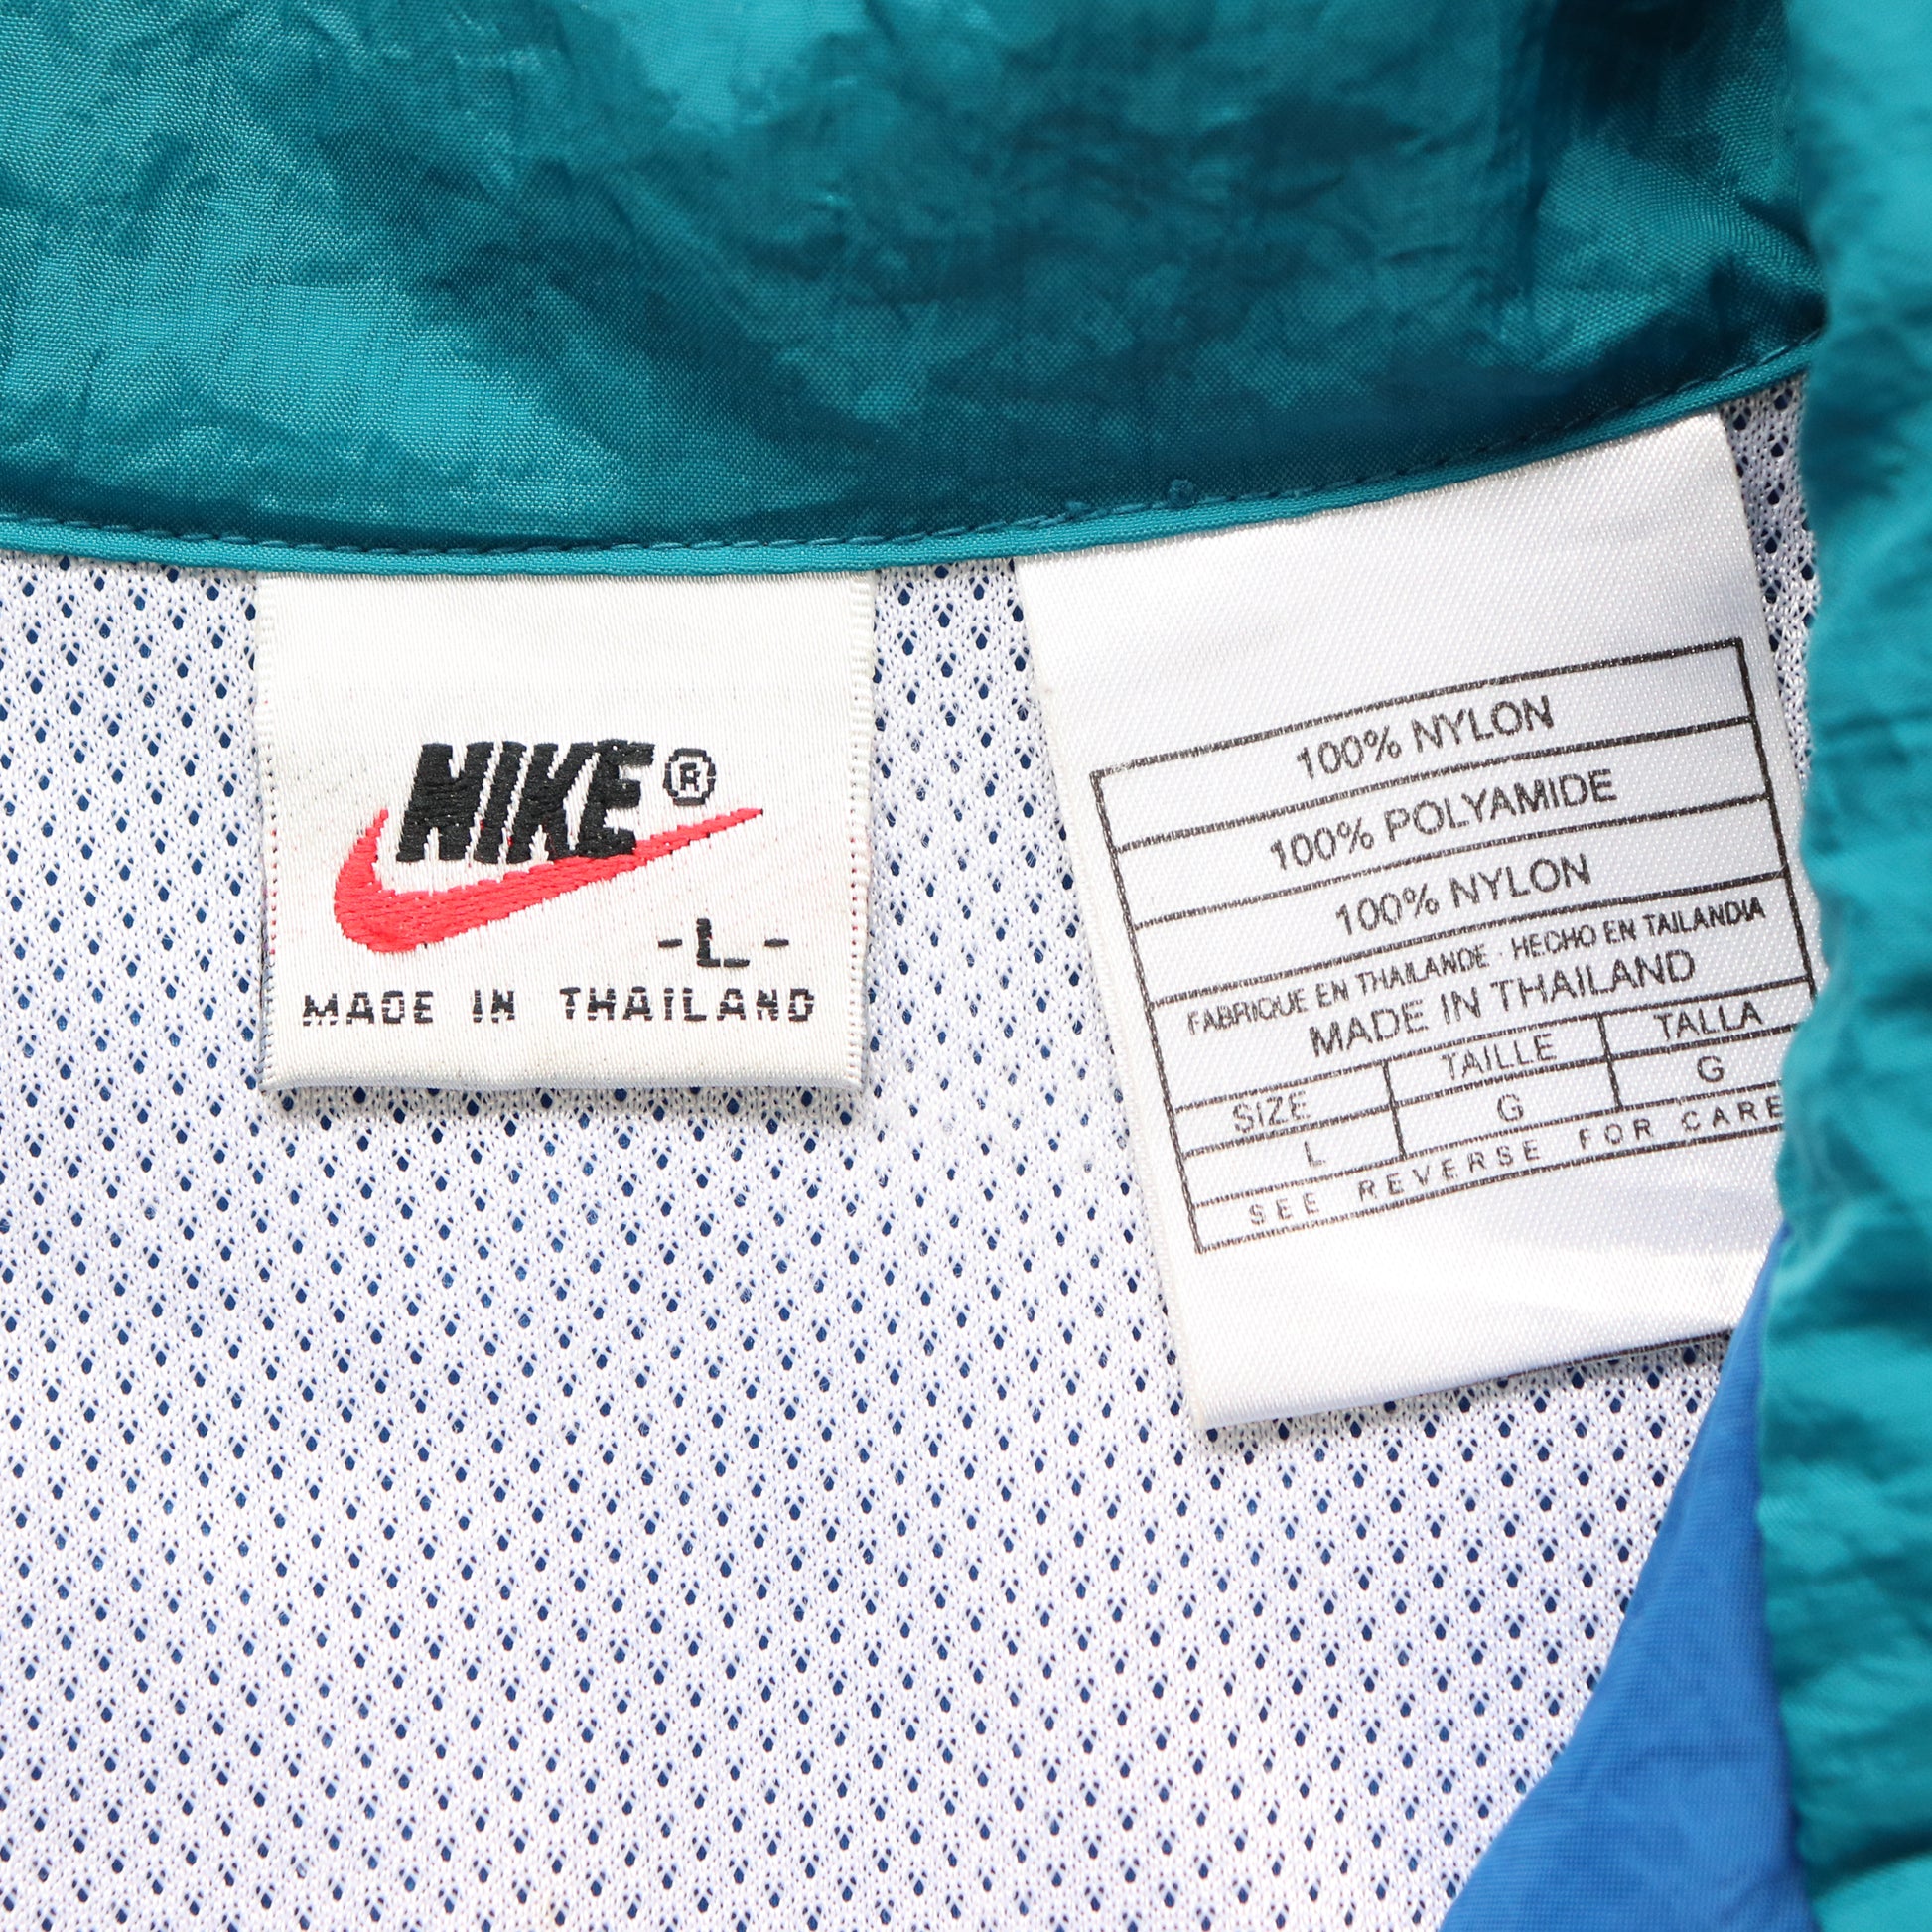 NIKE®
-L-
MADE IN THAILAND
100% NYLON
100% POLYAMIDE
100% NYLON
FABRIQUE EN THAILANDE · HECHO EN TAILANDIA
MADE IN THAILAND
SIZE TAILLE TALLA
L G G
SEE REVERSE FOR CARE